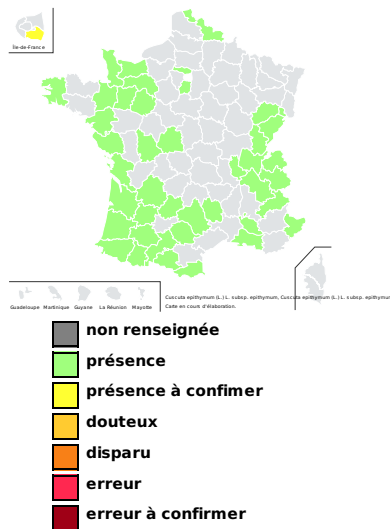 Île-de-France
Guadeloupe Martinique Guyane La Réunion Mayotte
Cuscuta epithymum (L.) L. subsp. epithymum, Cuscuta epithymum (L.) L. subsp. epithymum
Carte en cours d'élaboration.
non renseignée
présence
présence à confimer
douteux
disparu
erreur
erreur à confirmer